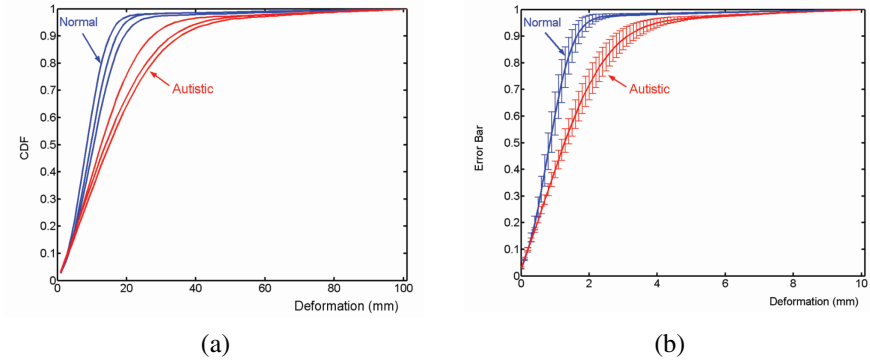 Normal
Autistic
CDF
1
0.9
0.8
0.7
0.6
0.5
0.4
0.3
0.2
0.1
0
0 20 40 60 80 100
Deformation (mm)
(a)
Normal
Autistic
Error Bar
1
0.9
0.8
0.7
0.6
0.5
0.4
0.3
0.2
0.1
0
0 2 4 6 8 10
Deformation (mm)
(b)